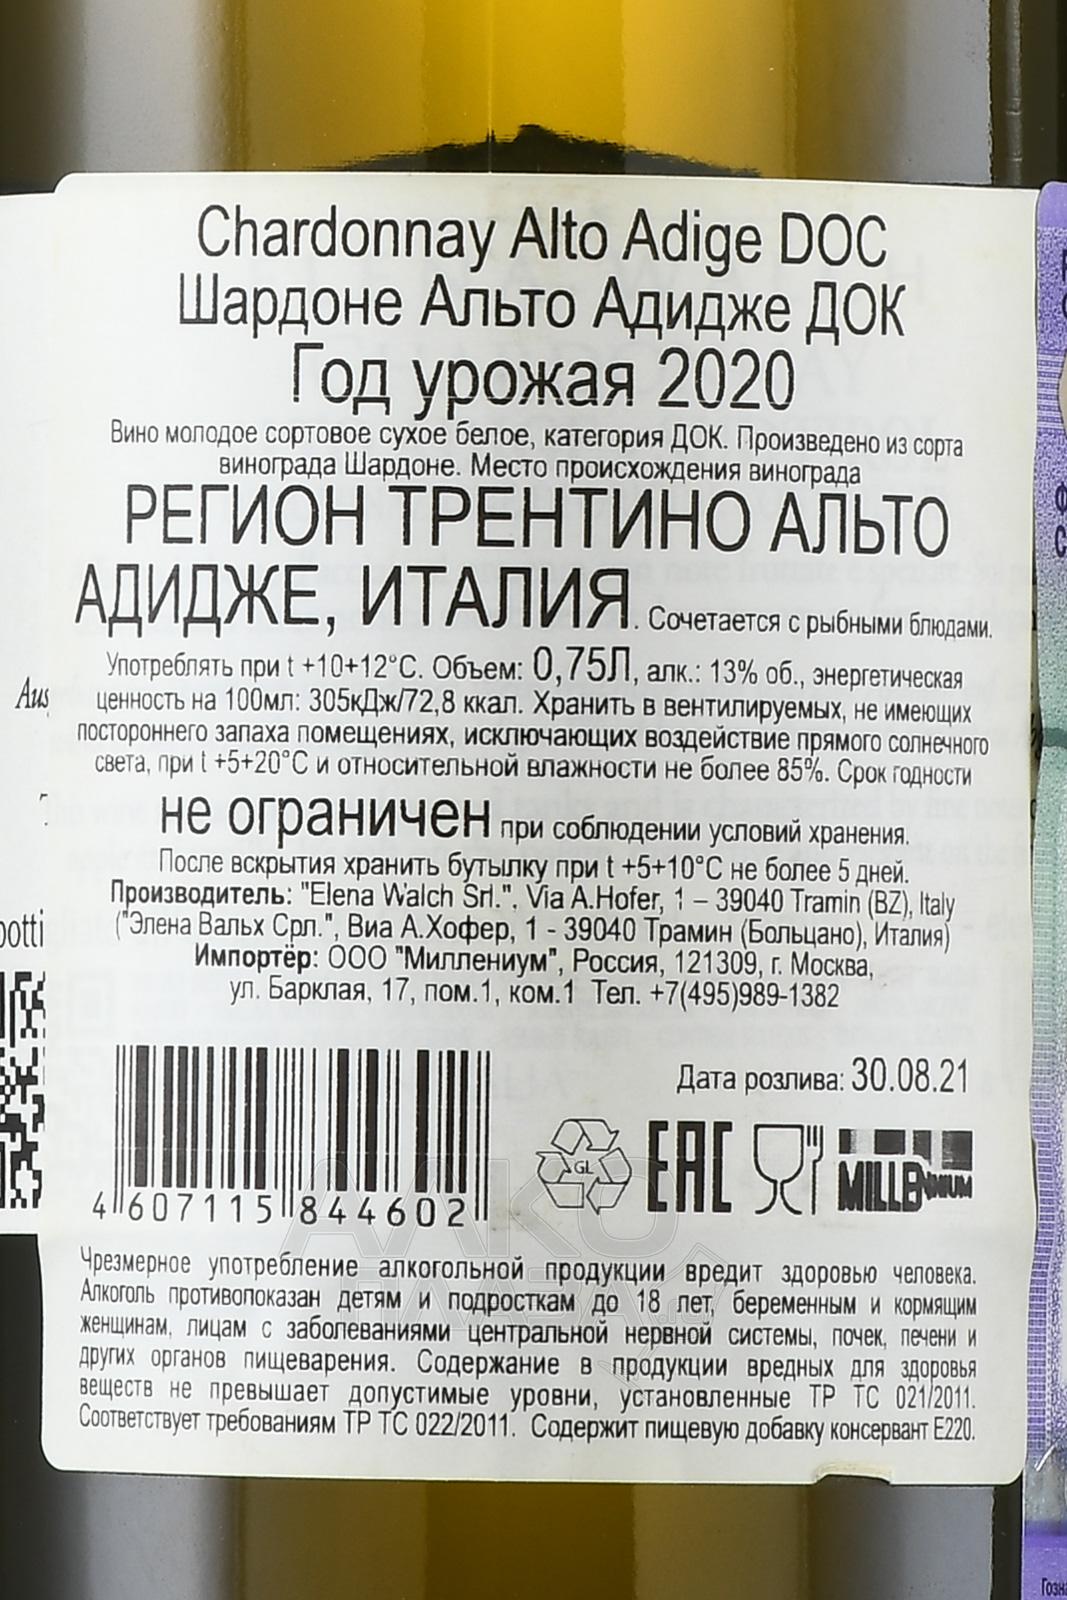 Chardonnay Alto Adige DOC
Шардоне Альто Адидже ДОК
Год урожая 2020
Вино молодое сортовое сухое белое, категория ДОК. Произведено из сорта
винограда Шардоне. Место происхождения винограда
РЕГИОН ТРЕНТИНО АЛЬТО
АДИДЖЕ, ИТАЛИЯ. Сочетается с рыбными блюдами.
Употреблять при t +10+12°C. Объем: 0,75Л, алк.: 13% об., энергетическая
ценность на 100мл: 305кДж/72,8 ккал. Хранить в вентилируемых, не имеющих
постороннего запаха помещениях, исключающих воздействие прямого солнечного
света, при t +5+20°C и относительной влажности не более 85%. Срок годности
не ограничен при соблюдении условий хранения.
После вскрытия хранить бутылку при t +5+10°C не более 5 дней.
Производитель: "Elena Walch Srl.", Via A.Hofer, 1 – 39040 Tramin (BZ), Italy
("Элена Вальх Срл.", Виа А.Хофер, 1 - 39040 Трамин (Больцано), Италия)
Импортёр: ООО "Миллениум", Россия, 121309, г. Москва,
ул. Барклая, 17, пом.1, ком.1 Тел. +7(495)989-1382
Дата розлива: 30.08.21
GL
EAC
MILLENNIUM
4 607115 844602
Чрезмерное употребление алкогольной продукции вредит здоровью человека.
Алкоголь противопоказан детям и подросткам до 18 лет, беременным и кормящим
женщинам, лицам с заболеваниями центральной нервной системы, почек, печени и
других органов пищеварения. Содержание в продукции вредных для здоровья
веществ не превышает допустимые уровни, установленные ТР ТС 021/2011.
Соответствует требованиям ТР ТС 022/2011. Содержит пищевую добавку консервант Е220.